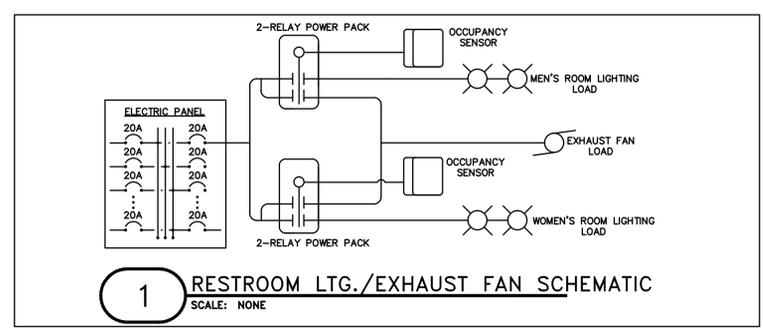 2-RELAY POWER PACK
OCCUPANCY
SENSOR
MEN'S ROOM LIGHTING
LOAD
ELECTRIC PANEL
20A 20A
20A 20A
20A 20A
20A 20A
EXHAUST FAN
LOAD
OCCUPANCY
SENSOR
WOMEN'S ROOM LIGHTING
LOAD
2-RELAY POWER PACK
1
RESTROOM LTG./EXHAUST FAN SCHEMATIC
SCALE: NONE